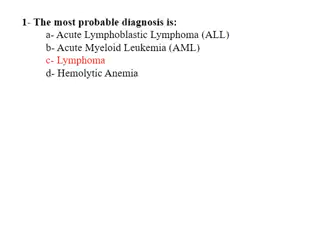 1- The most probable diagnosis is:
a- Acute Lymphoblastic Lymphoma (ALL)
b- Acute Myeloid Leukemia (AML)
c- Lymphoma
d- Hemolytic Anemia